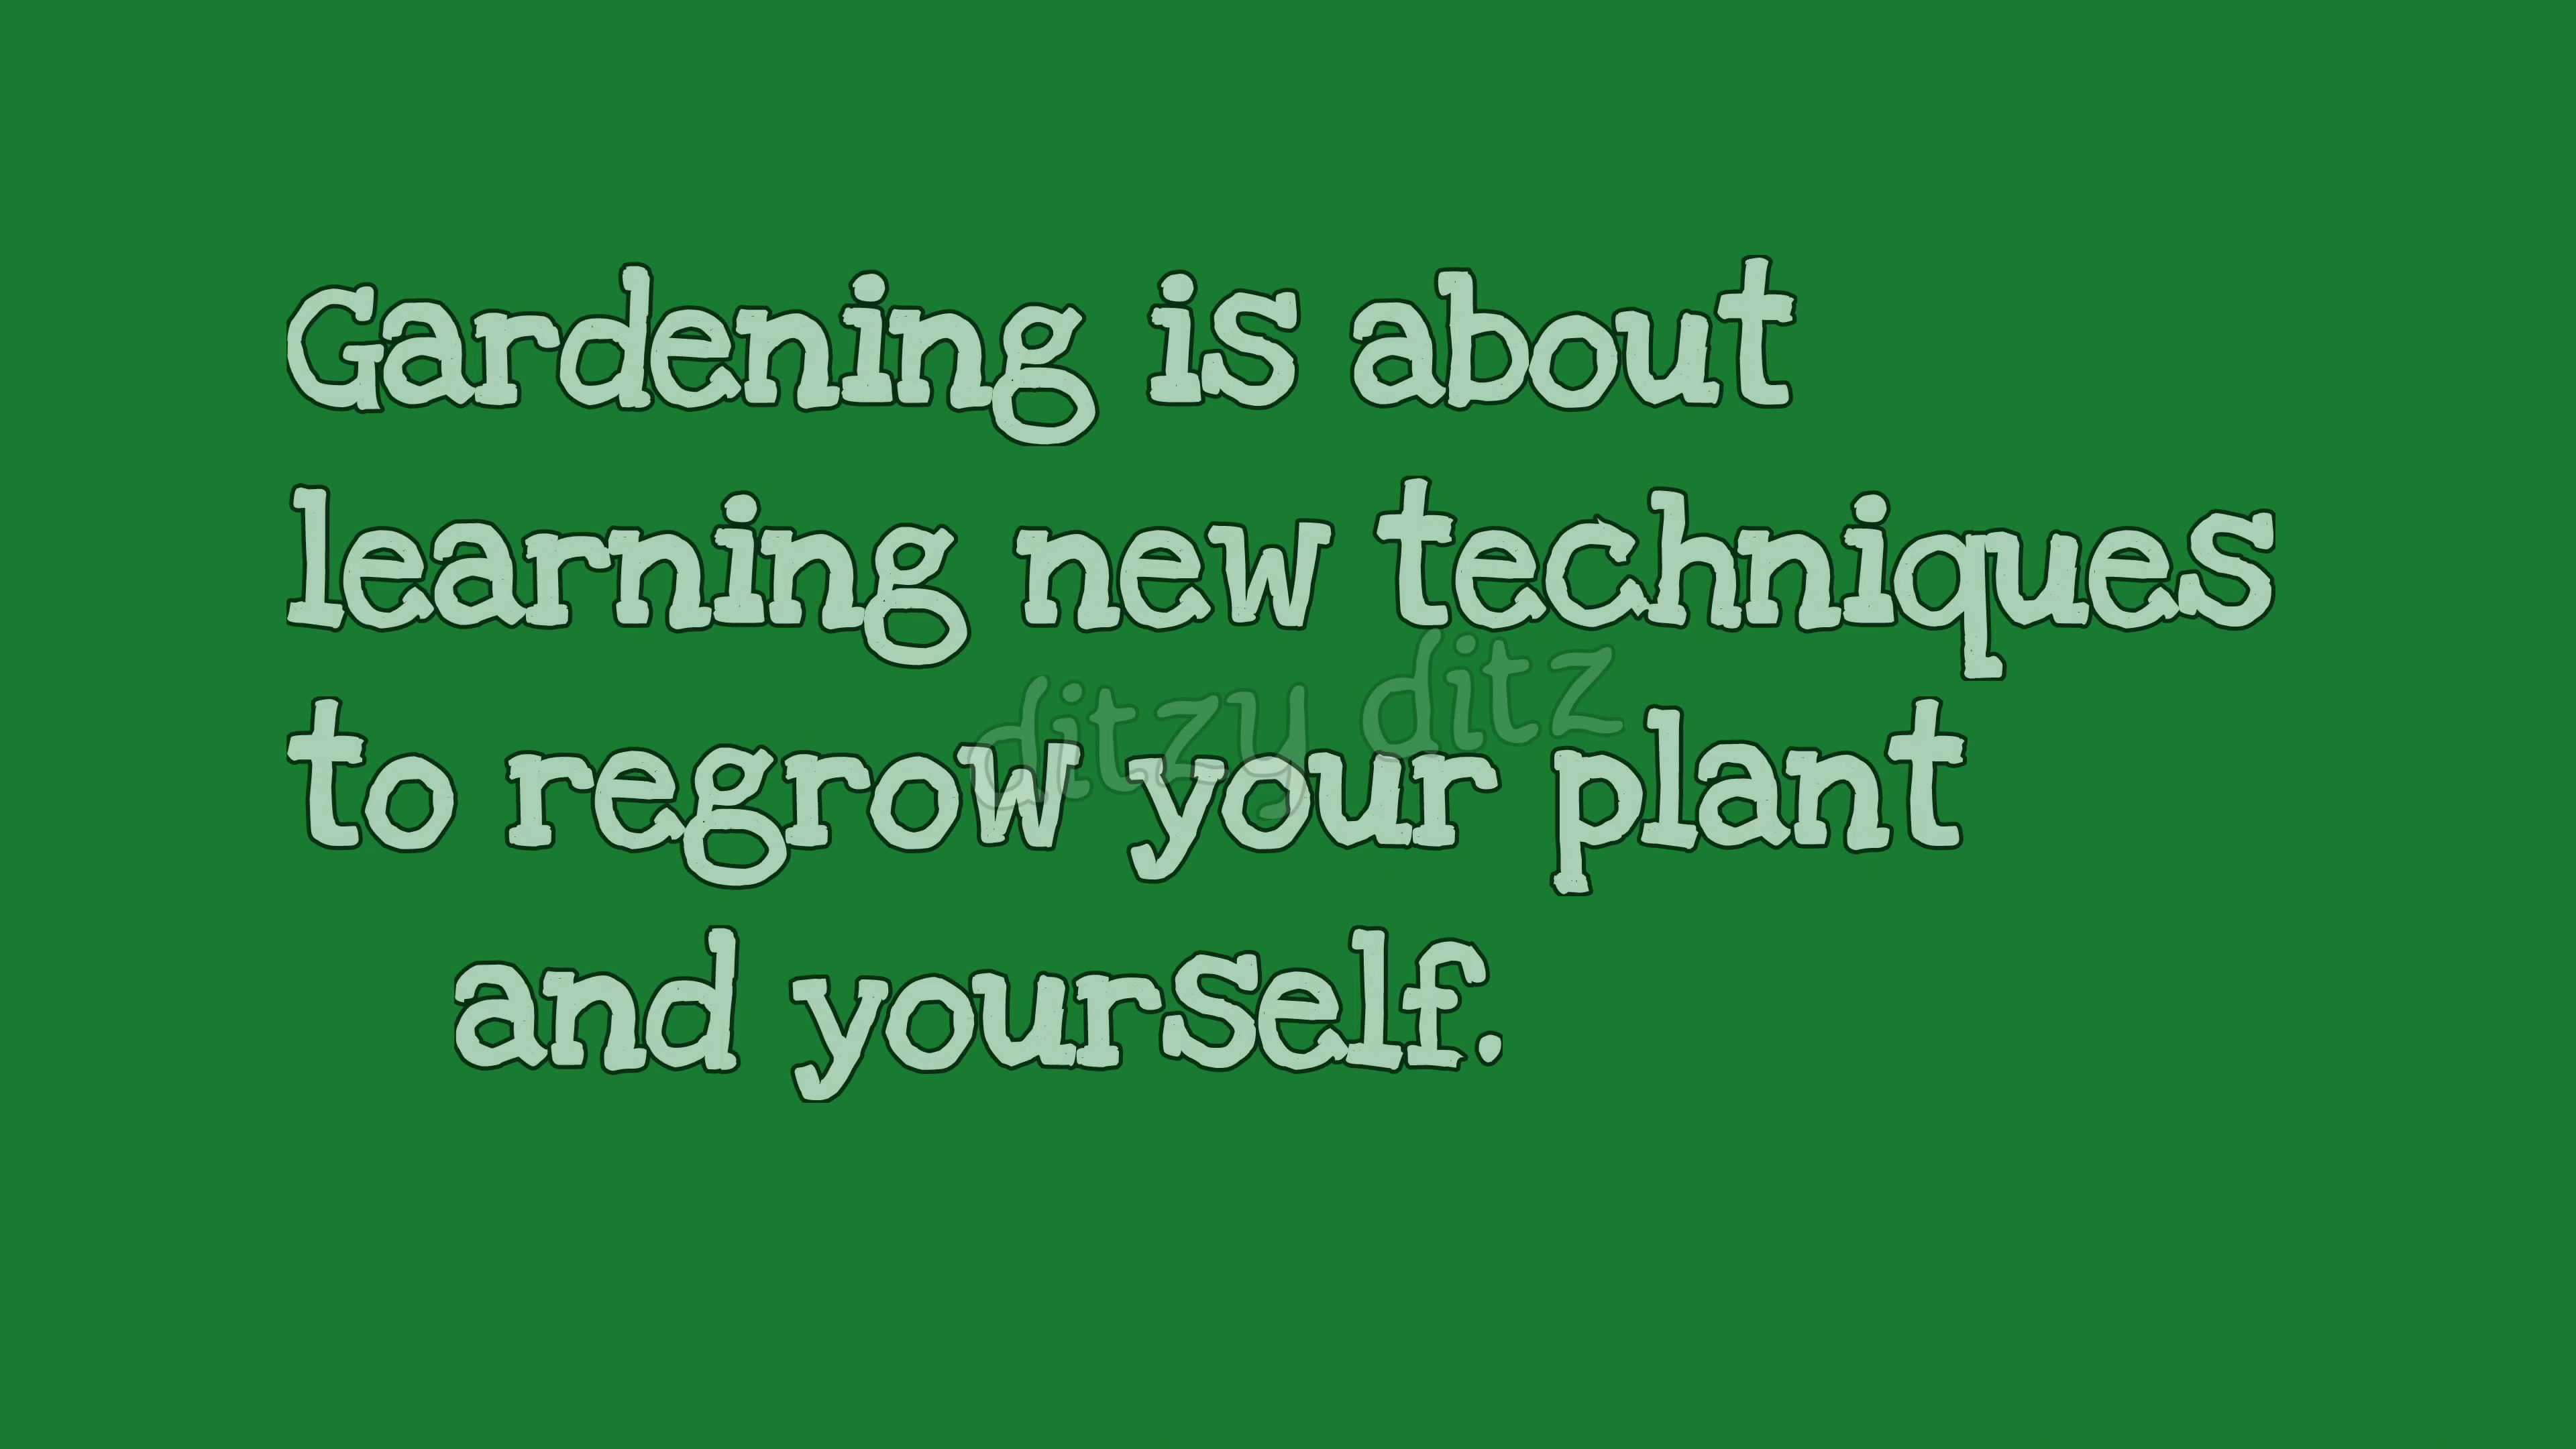 Gardening is about
learning new techniques
ditzy ditz
to regrow your plant
and yourself.